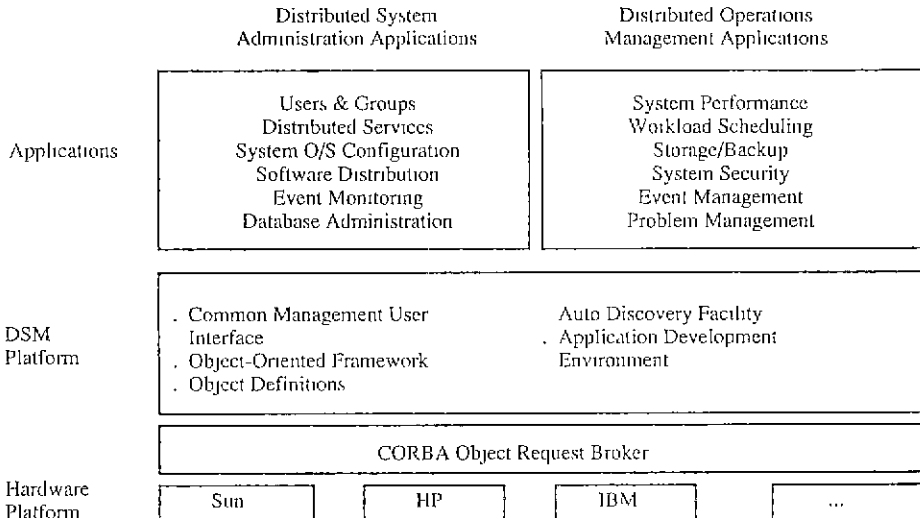 Distributed System
Administration Applications
Distributed Operations
Management Applications
Applications
Users & Groups
Distributed Services
System O/S Configuration
Software Distribution
Event Monitoring
Database Administration
System Performance
Workload Scheduling
Storage/Backup
System Security
Event Management
Problem Management
DSM
Platform
. Common Management User
Interface
. Object-Oriented Framework
. Object Definitions
Auto Discovery Facility
. Application Development
Environment
CORBA Object Request Broker
Hardware
Platform
Sun
HP
IBM
...